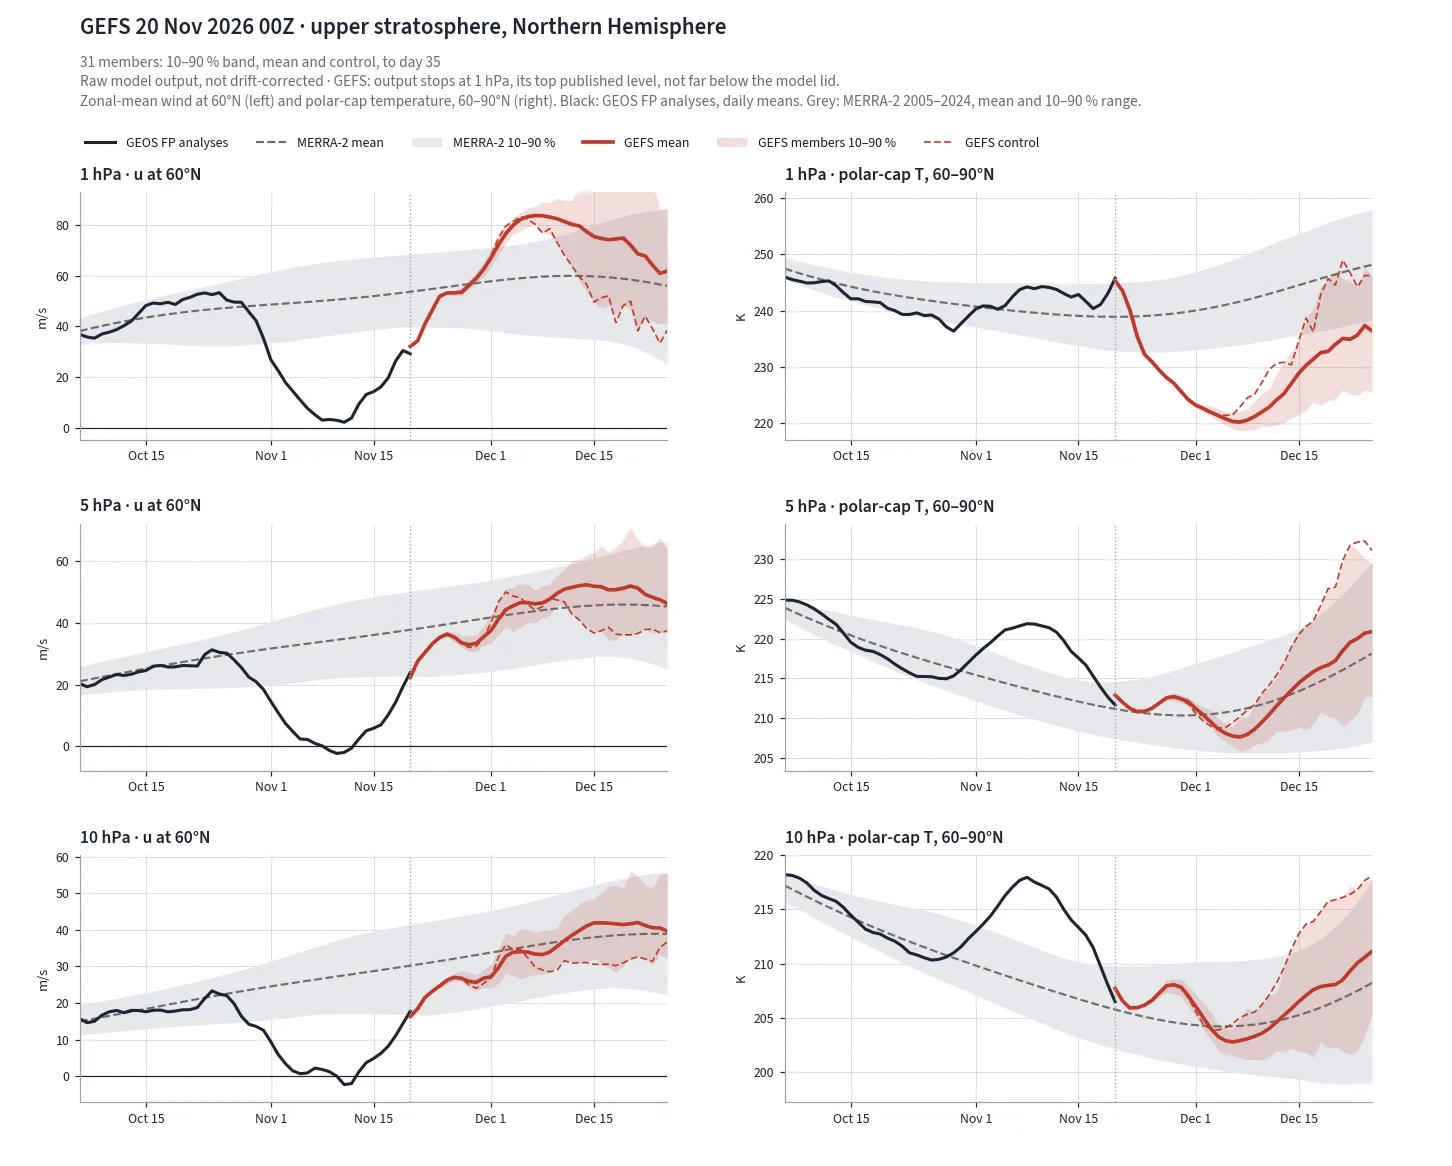 GEFS 20 Nov 2026 00Z · upper stratosphere, Northern Hemisphere
31 members: 10–90 % band, mean and control, to day 35
Raw model output, not drift-corrected · GEFS: output stops at 1 hPa, its top published level, not far below the model lid.
Zonal-mean wind at 60°N (left) and polar-cap temperature, 60–90°N (right). Black: GEOS FP analyses, daily means. Grey: MERRA-2 2005–2024, mean and 10–90 % range.
GEOS FP analyses MERRA-2 mean MERRA-2 10–90 % GEFS mean GEFS members 10–90 % GEFS control
1 hPa · u at 60°N
80
60
40
20
0
m/s
Oct 15 Nov 1 Nov 15 Dec 1 Dec 15
1 hPa · polar-cap T, 60–90°N
260
250
240
230
220
K
Oct 15 Nov 1 Nov 15 Dec 1 Dec 15
5 hPa · u at 60°N
60
40
20
0
m/s
Oct 15 Nov 1 Nov 15 Dec 1 Dec 15
5 hPa · polar-cap T, 60–90°N
230
225
220
215
210
205
K
Oct 15 Nov 1 Nov 15 Dec 1 Dec 15
10 hPa · u at 60°N
60
50
40
30
20
10
0
m/s
Oct 15 Nov 1 Nov 15 Dec 1 Dec 15
10 hPa · polar-cap T, 60–90°N
220
215
210
205
200
K
Oct 15 Nov 1 Nov 15 Dec 1 Dec 15